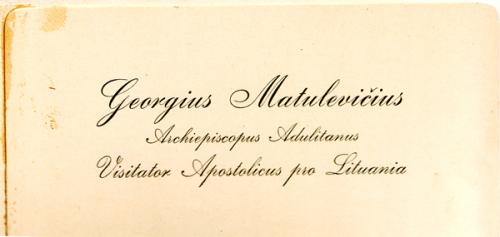 Georgius Matulevičius
Archiepiscopus Adulitanus
Visitator Apostolicus pro Lituania